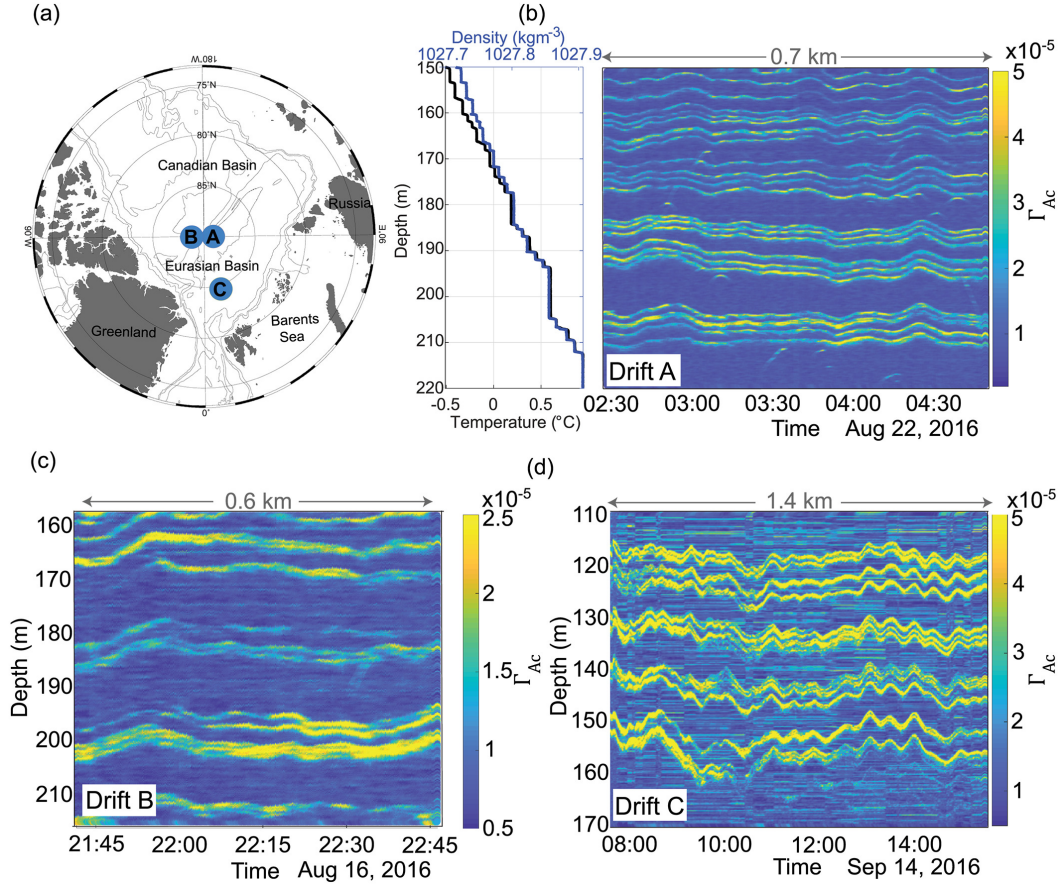 (a)
180°W
75°N
80°N
Canadian Basin
85°N
Russia
90°W
B
A
90°E
Eurasian Basin
C
Greenland
Barents
Sea
0°
(b)
Density (kgm-3)
1027.7 1027.8 1027.9
0.7 km
x10-5
150
160
170
180
190
200
210
220
Depth (m)
-0.5 0 0.5
Temperature (°C)
5
4
3
2
1
ΓAc
Drift A
02:30 03:00 03:30 04:00 04:30
Time Aug 22, 2016
(c)
0.6 km
x10-5
160
170
180
190
200
210
Depth (m)
2.5
2
1.5
1
0.5
ΓAc
Drift B
21:45 22:00 22:15 22:30 22:45
Time Aug 16, 2016
(d)
1.4 km
x10-5
110
120
130
140
150
160
170
Depth (m)
5
4
3
2
1
ΓAc
Drift C
08:00 10:00 12:00 14:00
Time Sep 14, 2016